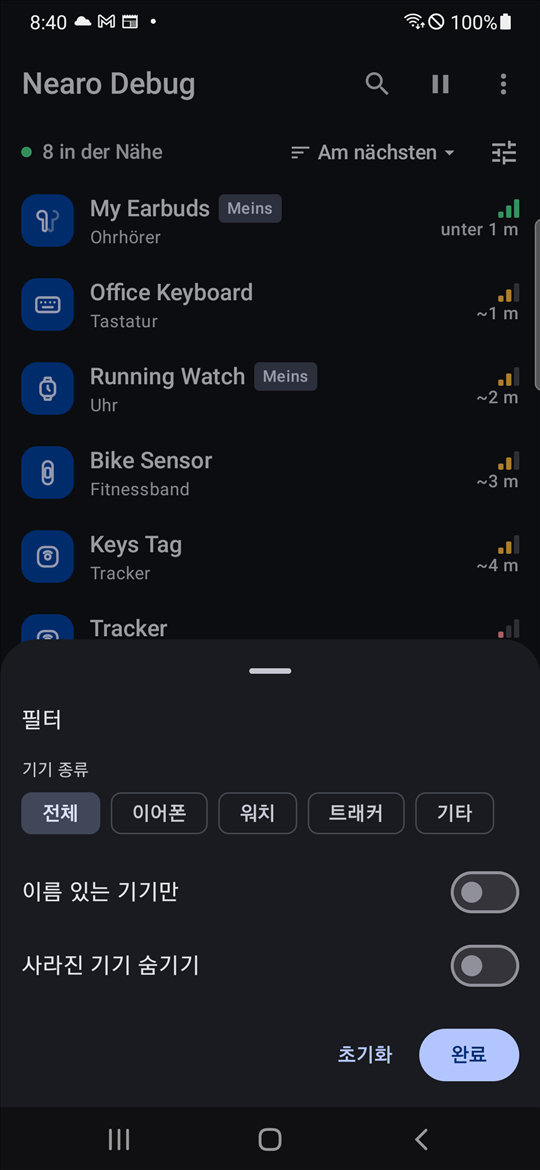 8:40 100%
Nearo Debug
8 in der Nähe Am nächsten
My Earbuds Meins
Ohrhörer unter 1 m
Office Keyboard
Tastatur ~1 m
Running Watch Meins
Uhr ~2 m
Bike Sensor
Fitnessband ~3 m
Keys Tag
Tracker ~4 m
Tracker
필터
기기 종류
전체 이어폰 워치 트래커 기타
이름 있는 기기만
사라진 기기 숨기기
초기화 완료